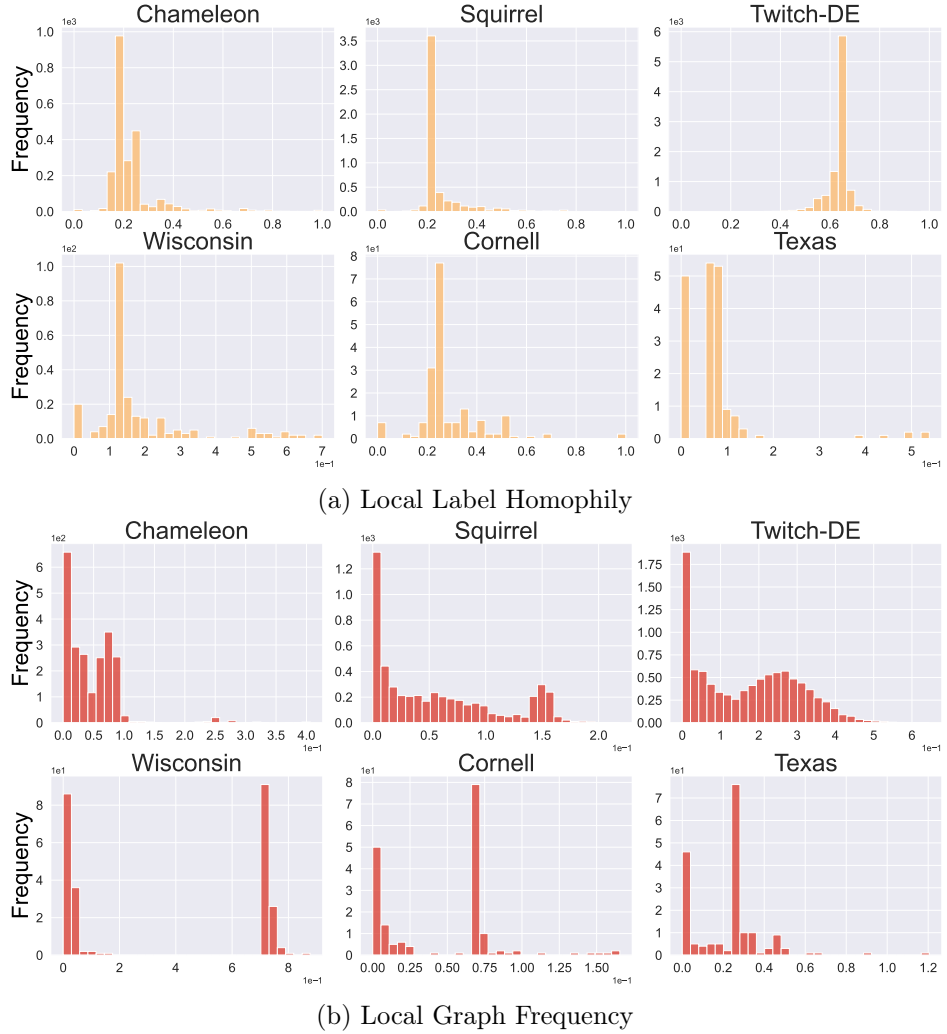 Chameleon Squirrel Twitch-DE
1e3 1e3 1e3
Frequency
1.0 0.8 0.6 0.4 0.2 0.0
0.0 0.2 0.4 0.6 0.8 1.0
3.5 3.0 2.5 2.0 1.5 1.0 0.5 0.0
0.0 0.2 0.4 0.6 0.8 1.0
6 5 4 3 2 1 0
0.0 0.2 0.4 0.6 0.8 1.0
Wisconsin Cornell Texas
1e2 1e1 1e1
Frequency
1.0 0.8 0.6 0.4 0.2 0.0
0 1 2 3 4 5 6 7
1e−1
8 7 6 5 4 3 2 1 0
0.0 0.2 0.4 0.6 0.8 1.0
5 4 3 2 1 0
0 1 2 3 4 5
1e−1
(a) Local Label Homophily
Chameleon Squirrel Twitch-DE
1e2 1e3 1e3
Frequency
6 5 4 3 2 1 0
0.0 0.5 1.0 1.5 2.0 2.5 3.0 3.5 4.0
1e−1
1.2 1.0 0.8 0.6 0.4 0.2 0.0
0.0 0.5 1.0 1.5 2.0
1e−1
1.75 1.50 1.25 1.00 0.75 0.50 0.25 0.00
0 1 2 3 4 5 6
1e−1
Wisconsin Cornell Texas
1e1 1e1 1e1
Frequency
8 6 4 2 0
0 2 4 6 8
1e−1
8 7 6 5 4 3 2 1 0
0.00 0.25 0.50 0.75 1.00 1.25 1.50
1e−1
7 6 5 4 3 2 1 0
0.0 0.2 0.4 0.6 0.8 1.0 1.2
(b) Local Graph Frequency